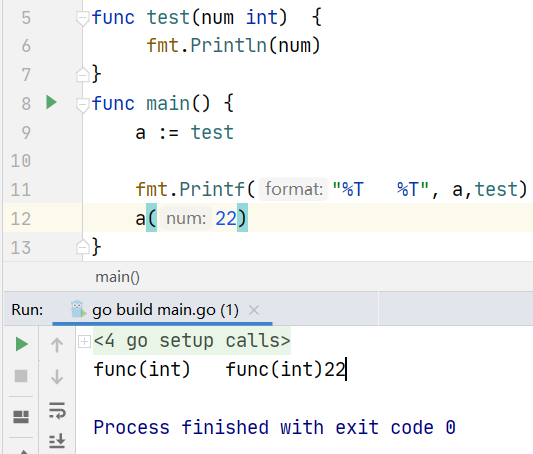 5 func test(num int)  {
6     fmt.Println(num)
7 }
8 func main() {
9     a := test
10
11     fmt.Printf( format: "%T   %T", a,test)
12     a( num: 22)
13 }
main()
Run: go build main.go (1) ×
<4 go setup calls>
func(int)   func(int)22
Process finished with exit code 0